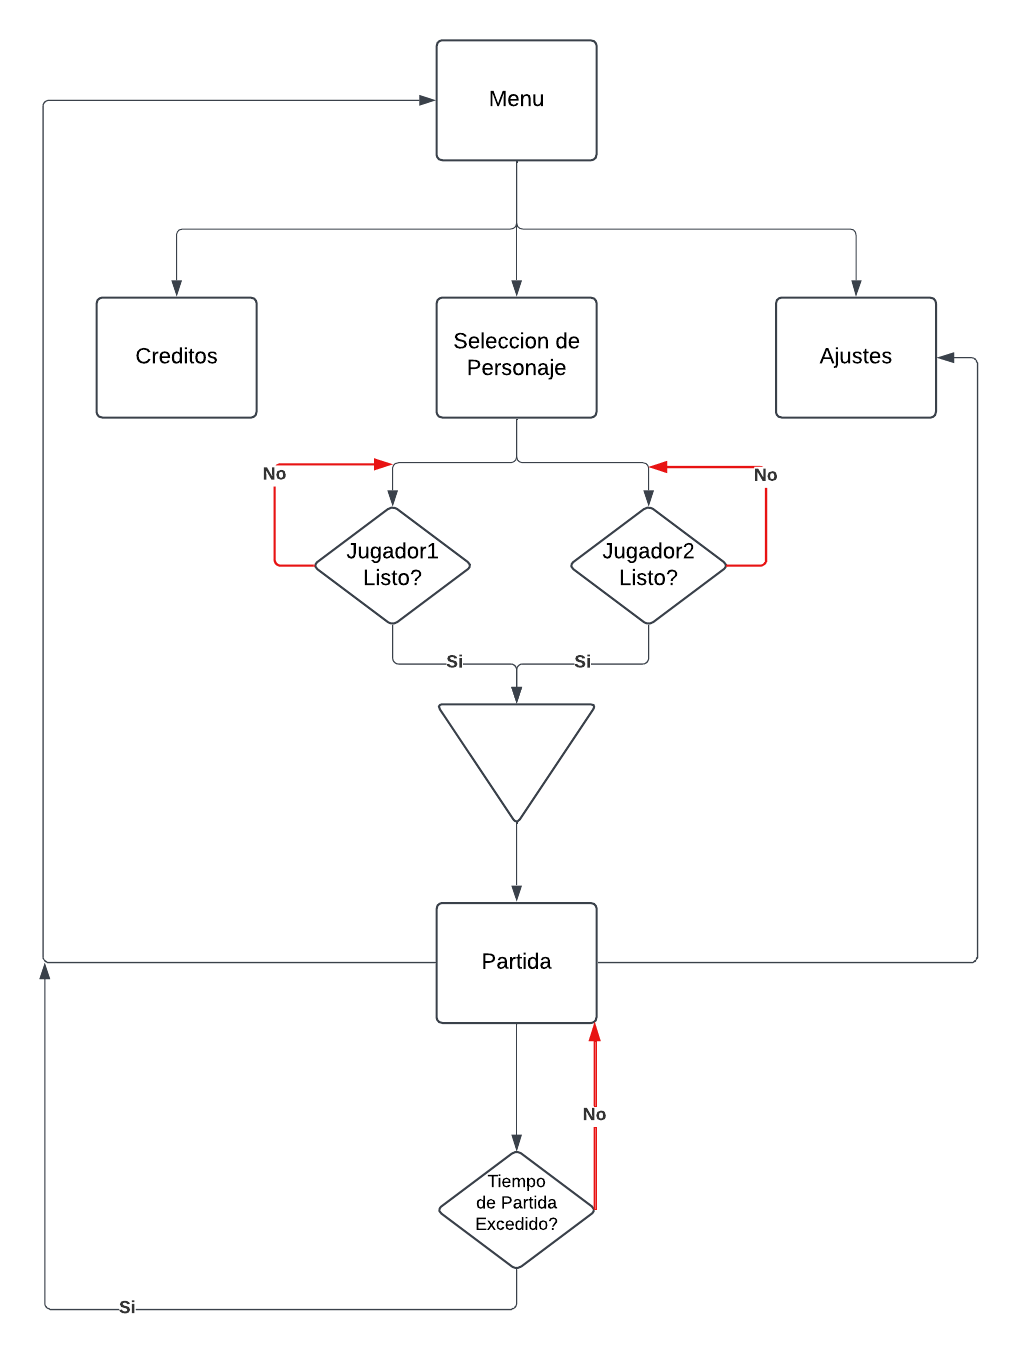 Menu
Creditos
Seleccion de
Personaje
Ajustes
No
No
Jugador1
Listo?
Jugador2
Listo?
Si
Si
Partida
No
Tiempo
de Partida
Excedido?
Si